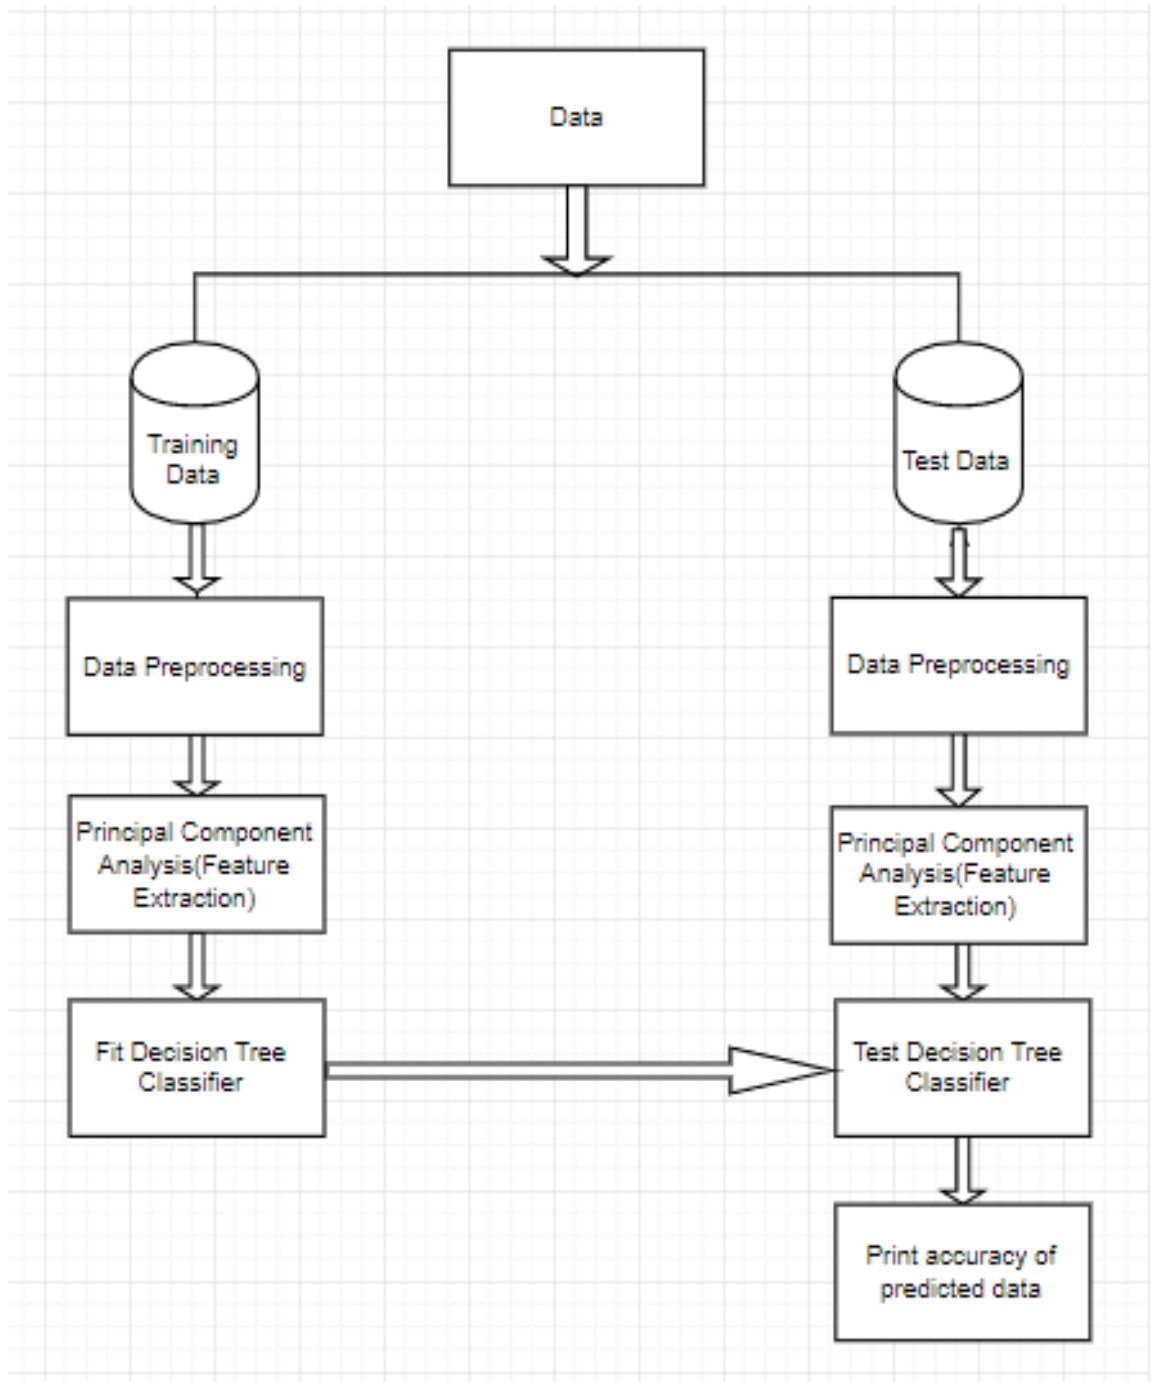 Data
Training
Data
Test Data
Data Preprocessing
Data Preprocessing
Principal Component
Analysis(Feature
Extraction)
Principal Component
Analysis(Feature
Extraction)
Fit Decision Tree
Classifier
Test Decision Tree
Classifier
Print accuracy of
predicted data